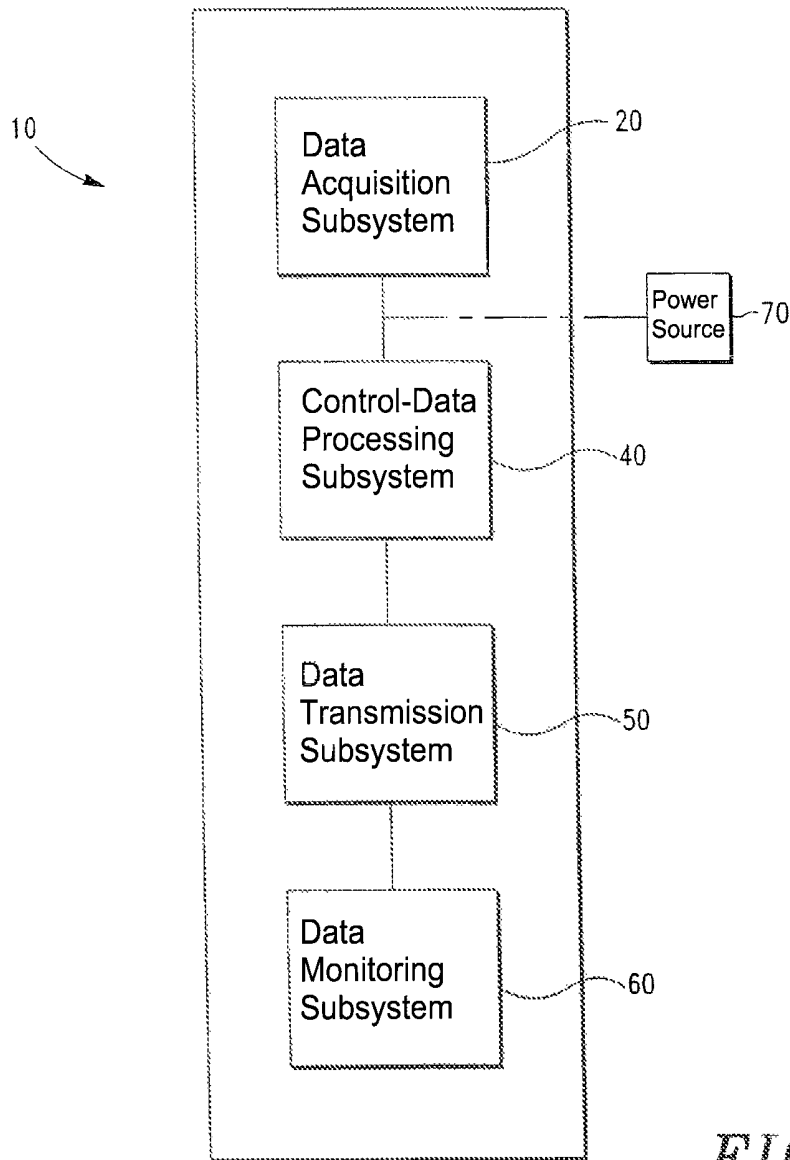 10
Data
Acquisition
Subsystem
20
Power
Source
70
Control-Data
Processing
Subsystem
40
Data
Transmission
Subsystem
50
Data
Monitoring
Subsystem
60